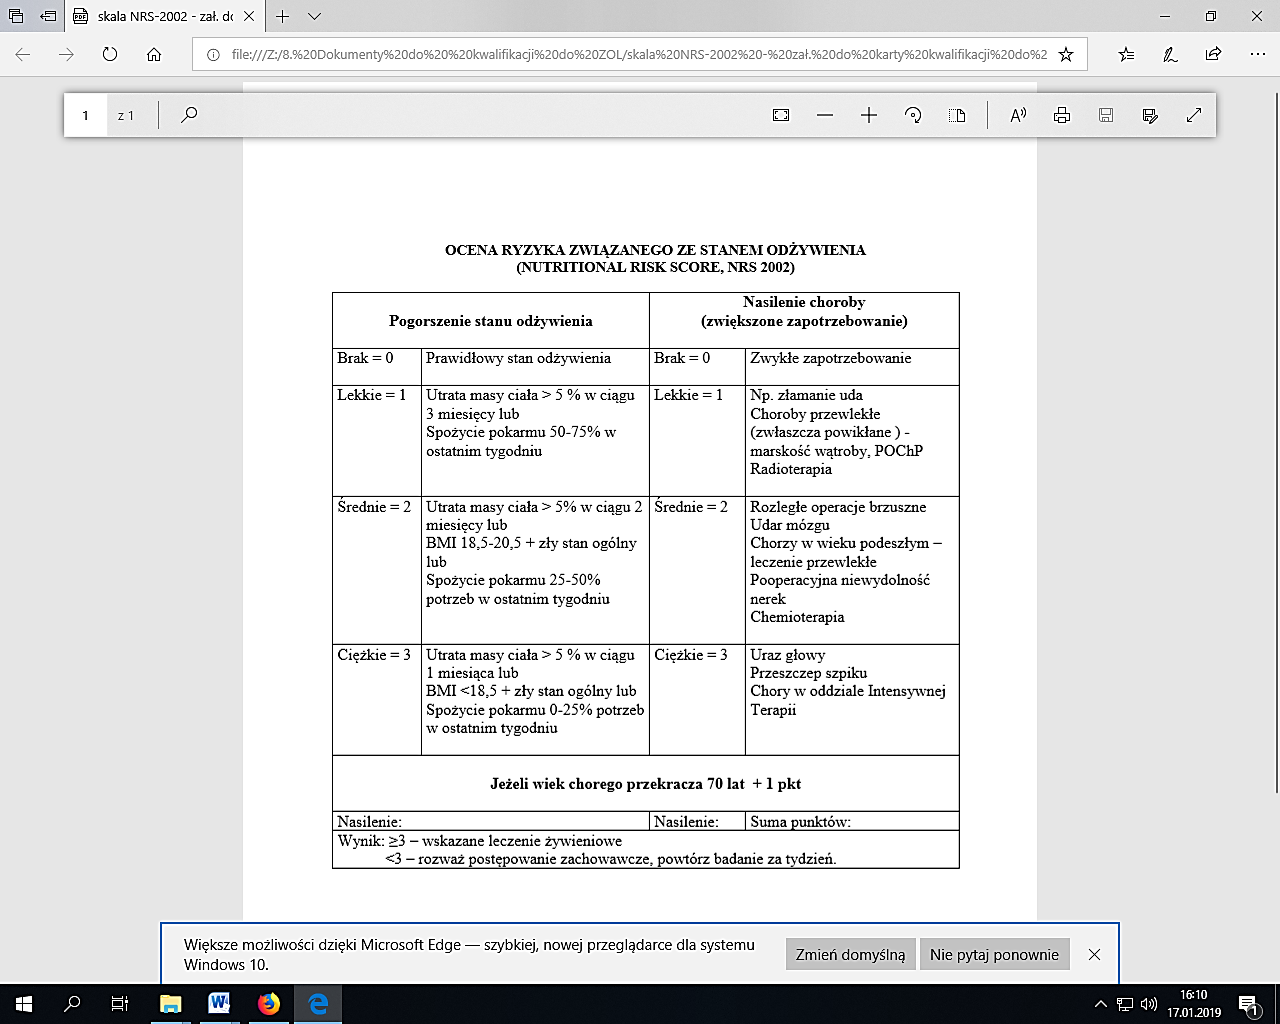 skala NRS-2002 - zał. dc
file:///Z:/8.%20Dokumenty%20do%20%20kwalifikacji%20do%20ZOL/skala%20NRS-2002%20-%20zał.%20do%20karty%20kwalifikacji%20do%2
1 z 1
OCENA RYZYKA ZWIĄZANEGO ZE STANEM ODŻYWIENIA
(NUTRITIONAL RISK SCORE, NRS 2002)
Pogorszenie stanu odżywienia
Nasilenie choroby
(zwiększone zapotrzebowanie)
Brak = 0
Prawidłowy stan odżywienia
Brak = 0
Zwykłe zapotrzebowanie
Lekkie = 1
Utrata masy ciała > 5 % w ciągu
3 miesięcy lub
Spożycie pokarmu 50-75% w
ostatnim tygodniu
Lekkie = 1
Np. złamanie uda
Choroby przewlekłe
(zwłaszcza powikłane ) -
marskość wątroby, POChP
Radioterapia
Średnie = 2
Utrata masy ciała > 5% w ciągu 2
miesięcy lub
BMI 18,5-20,5 + zły stan ogólny
lub
Spożycie pokarmu 25-50%
potrzeb w ostatnim tygodniu
Średnie = 2
Rozległe operacje brzuszne
Udar mózgu
Chorzy w wieku podeszłym –
leczenie przewlekłe
Pooperacyjna niewydolność
nerek
Chemioterapia
Ciężkie = 3
Utrata masy ciała > 5 % w ciągu
1 miesiąca lub
BMI <18,5 + zły stan ogólny lub
Spożycie pokarmu 0-25% potrzeb
w ostatnim tygodniu
Ciężkie = 3
Uraz głowy
Przeszczep szpiku
Chory w oddziale Intensywnej
Terapii
Jeżeli wiek chorego przekracza 70 lat + 1 pkt
Nasilenie:
Nasilenie:
Suma punktów:
Wynik: ≥3 – wskazane leczenie żywieniowe
<3 – rozważ postępowanie zachowawcze, powtórz badanie za tydzień.
Większe możliwości dzięki Microsoft Edge — szybkiej, nowej przeglądarce dla systemu
Windows 10.
Zmień domyślną
Nie pytaj ponownie
16:10
17.01.2019
1